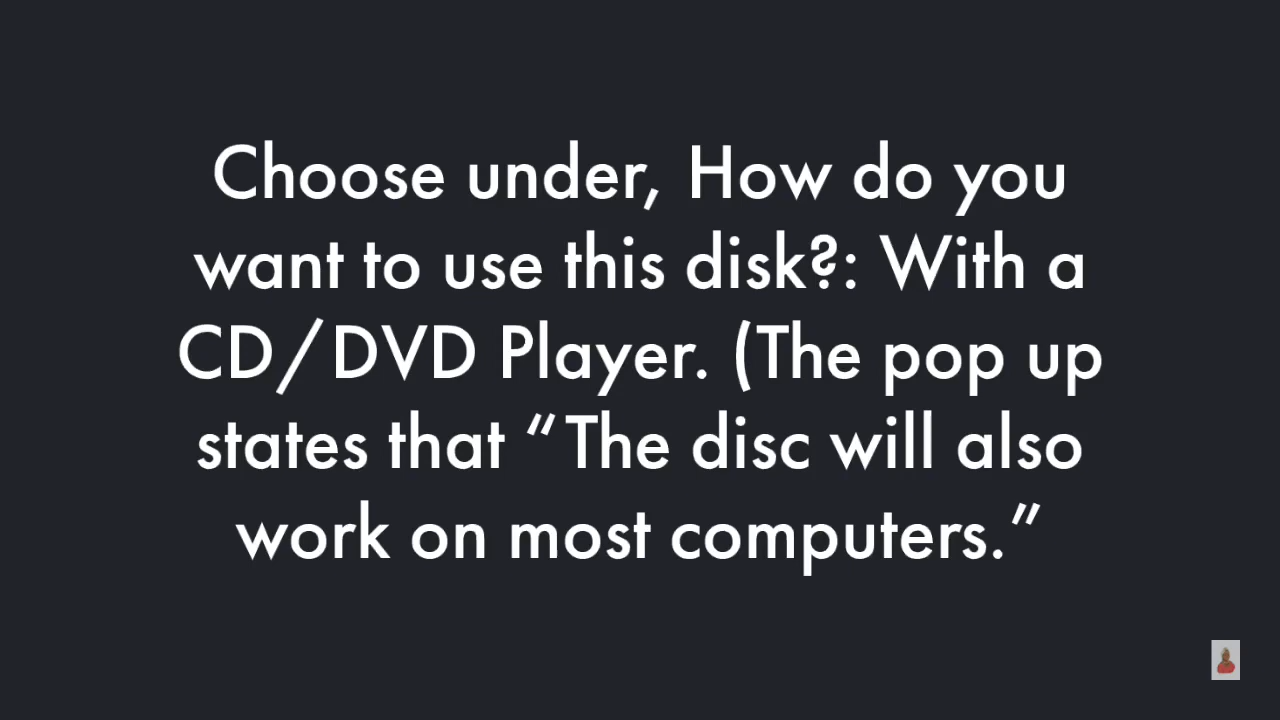 Choose under, How do you
want to use this disk?: With a
CD/DVD Player. (The pop up
states that “The disc will also
work on most computers.”